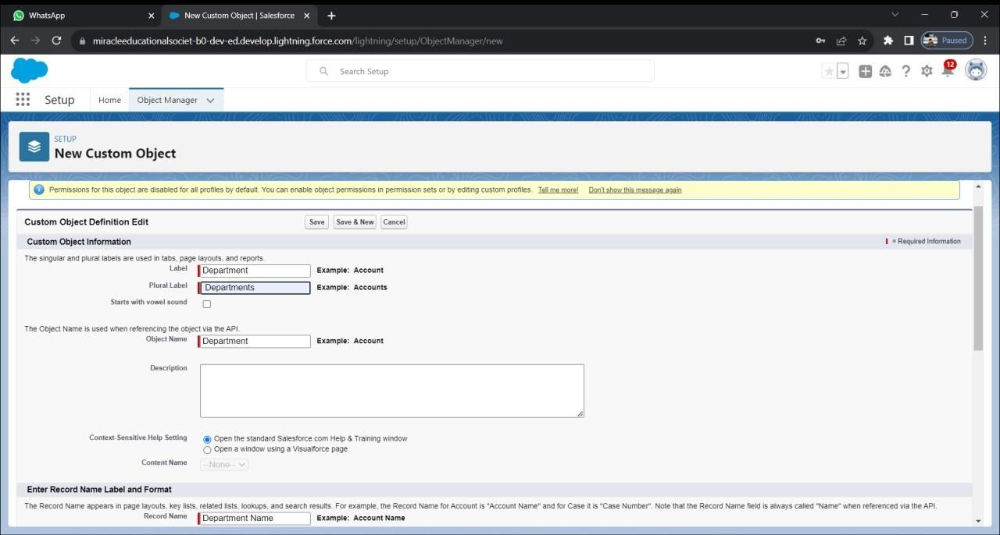 WhatsApp
New Custom Object | Salesforce
miracleeducationalsociet-b0-dev-ed.develop.lightning.force.com/lightning/setup/ObjectManager/new
Paused
Search Setup
12
Setup
Home
Object Manager
SETUP
New Custom Object
Permissions for this object are disabled for all profiles by default. You can enable object permissions in permission sets or by editing custom profiles. Tell me more! Don't show this message again
Custom Object Definition Edit
Save
Save & New
Cancel
Custom Object Information
= Required Information
The singular and plural labels are used in tabs, page layouts, and reports.
Label Department Example: Account
Plural Label Departments Example: Accounts
Starts with vowel sound
The Object Name is used when referencing the object via the API.
Object Name Department Example: Account
Description
Context-Sensitive Help Setting Open the standard Salesforce.com Help & Training window
Open a window using a Visualforce page
Content Name --None--
Enter Record Name Label and Format
The Record Name appears in page layouts, key lists, related lists, lookups, and search results. For example, the Record Name for Account is "Account Name" and for Case it is "Case Number". Note that the Record Name field is always called "Name" when referenced via the API.
Record Name Department Name Example: Account Name